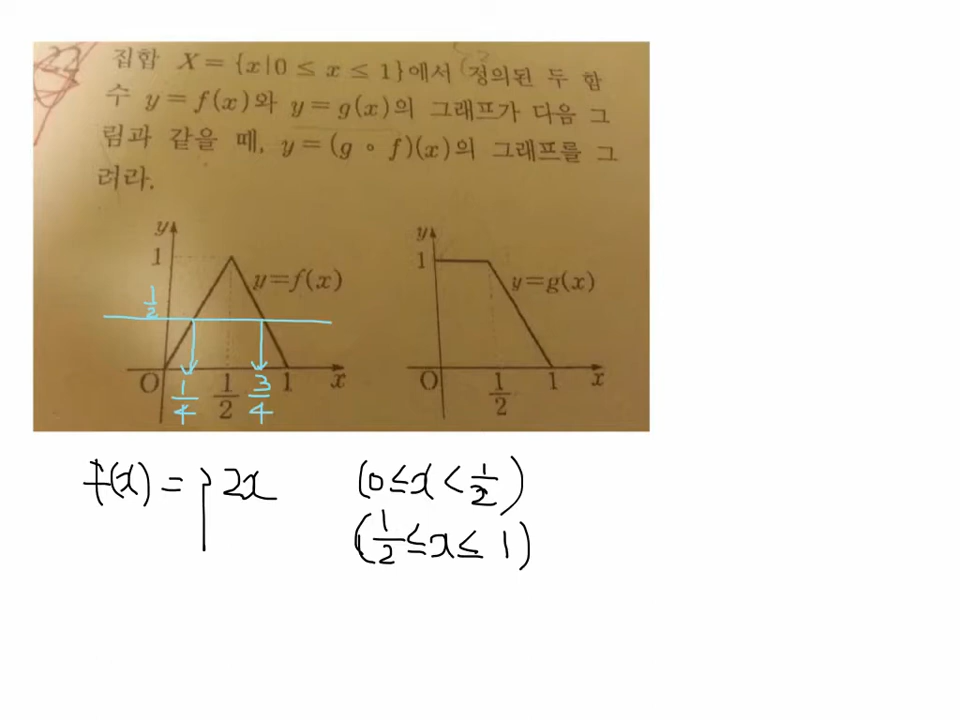 22
집합 X = {x|0 ≤ x ≤ 1}에서 정의된 두 함
수 y = f(x)와 y = g(x)의 그래프가 다음 그
림과 같을 때, y = (g ∘ f)(x)의 그래프를 그
려라.
y
1
y=f(x)
1/2
O
1/4
1/2
3/4
1
x
y
1
y=g(x)
O
1/2
1
x
f(x) = { 2x (0≤x<1/2)
(1/2≤x≤1)